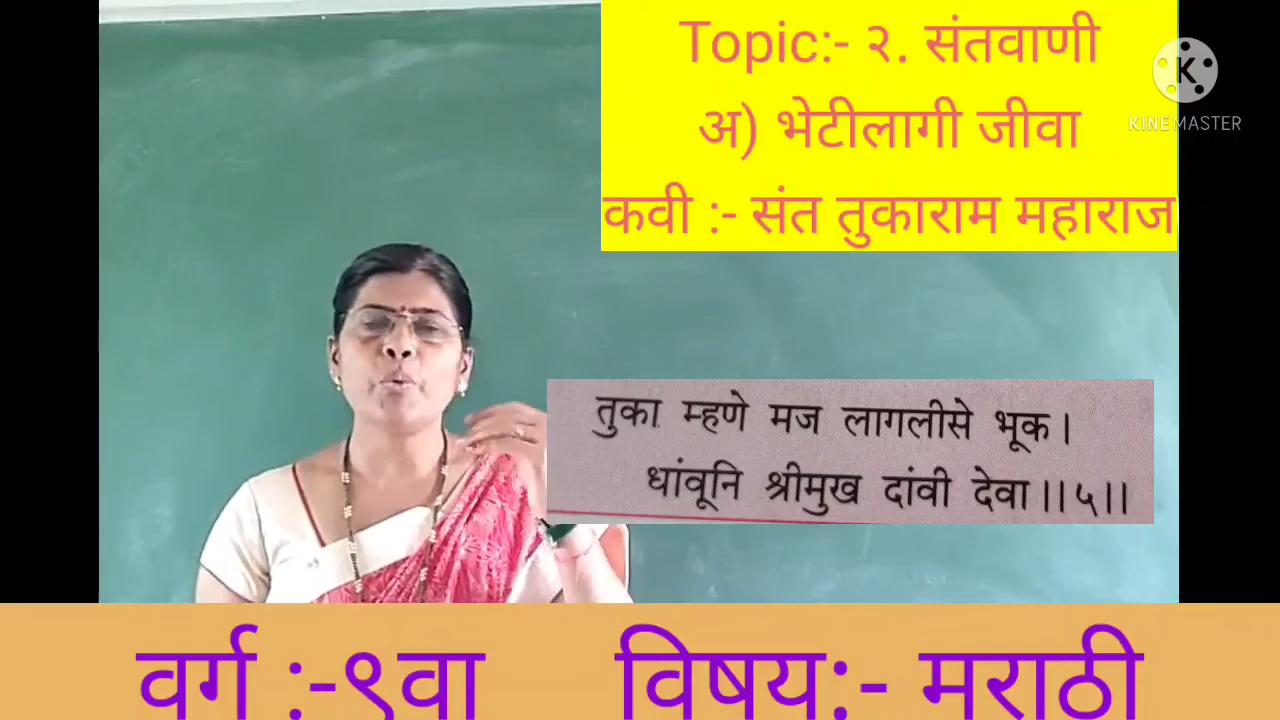 Topic:- २. संतवाणी
अ) भेटीलागी जीवा
कवी :- संत तुकाराम महाराज
KINEMASTER
तुका म्हणे मज लागलीसे भूक।
धांवूनि श्रीमुख दांवी देवा।।५।।
वर्ग :-९वा विषय:- मराठी